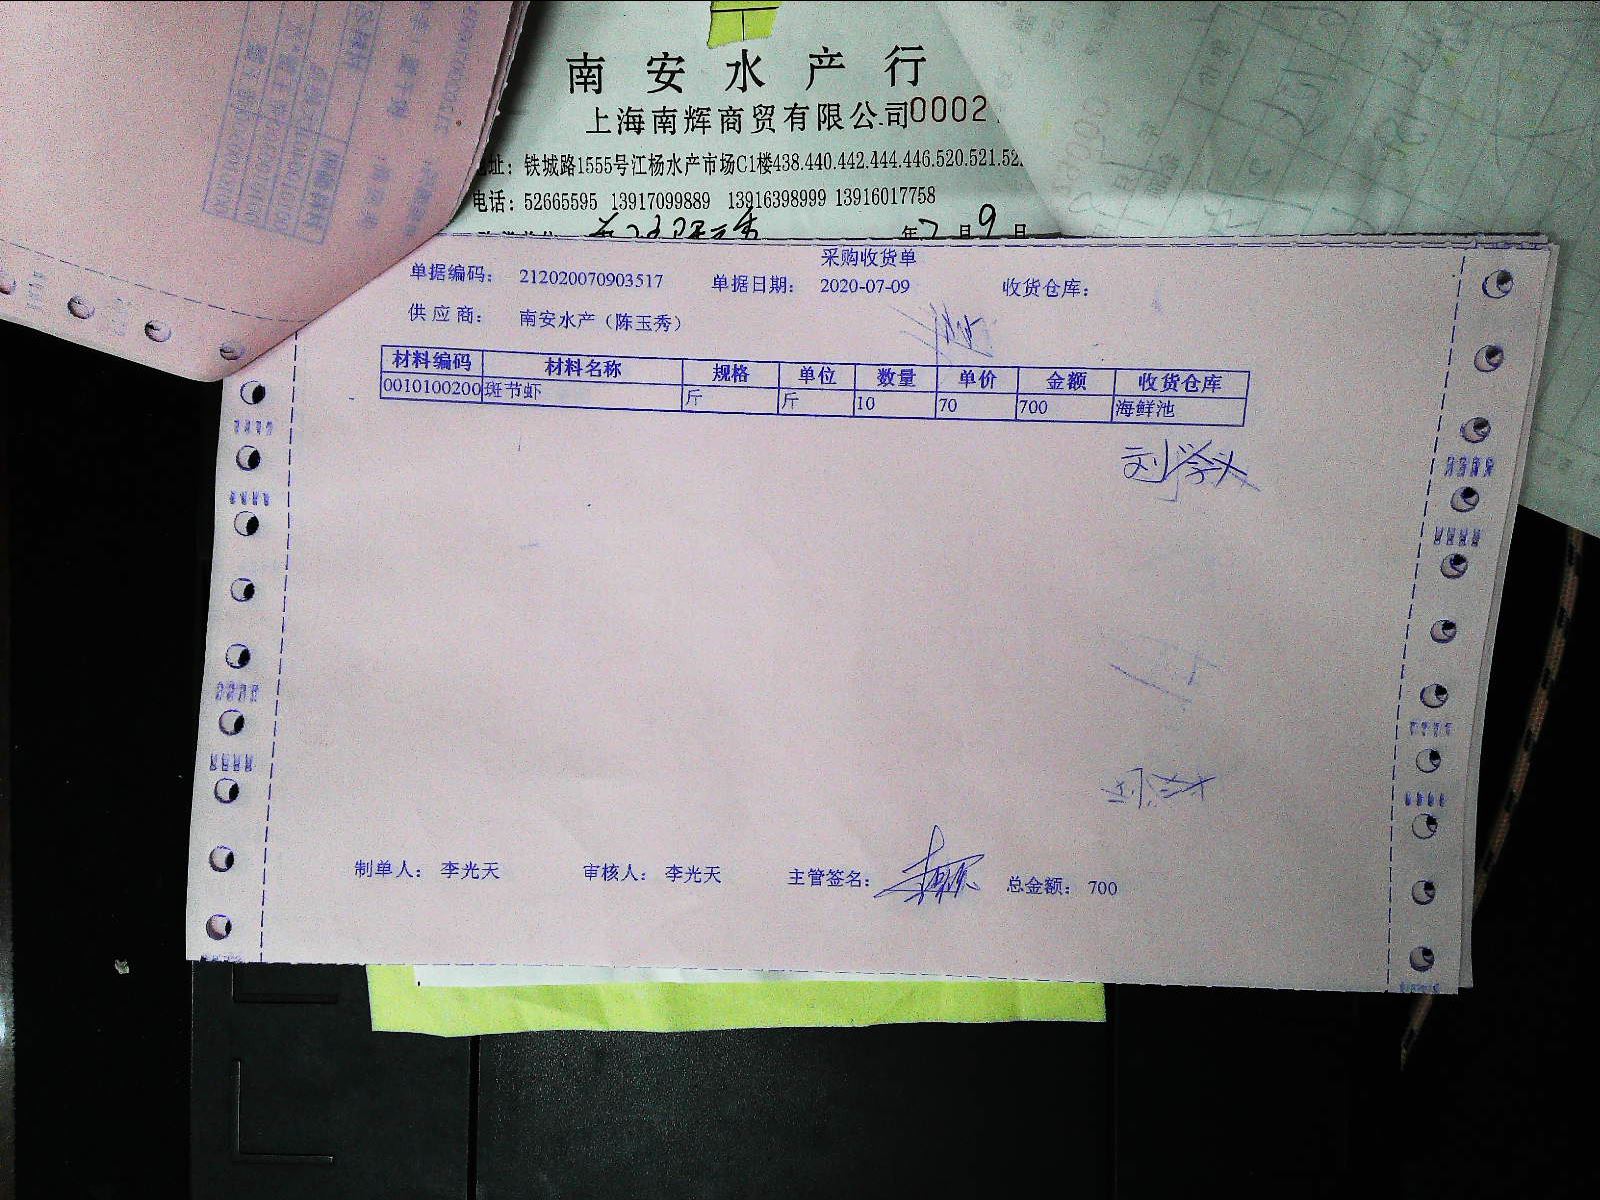 南安水产行
上海南辉商贸有限公司0002
址：铁城路1555号江杨水产市场C1楼438.440.442.444.446.520.521.52
电话：52665595 13917099889 13916398999 13916017758
年7月9日
采购收货单
单据编码： 212020070903517 单据日期： 2020-07-09 收货仓库：
供应商： 南安水产（陈玉秀）
材料编码 材料名称 规格 单位 数量 单价 金额 收货仓库
0010100200 斑节虾 斤 斤 10 70 700 海鲜池
制单人： 李光天 审核人： 李光天 主管签名： 总金额： 700